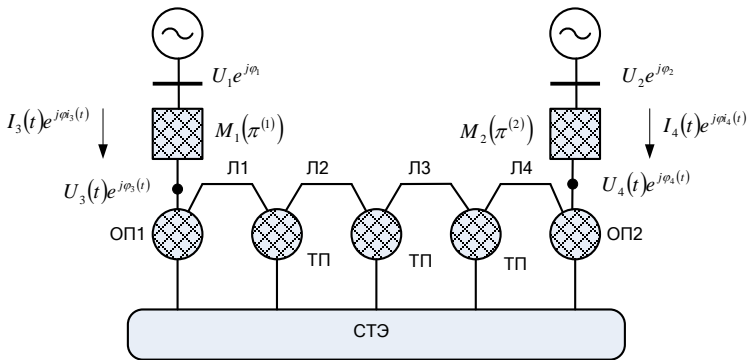 U₁e^{jφ₁}
U₂e^{jφ₂}
I₃(t)e^{jφi₃(t)}
M₁(π⁽¹⁾)
M₂(π⁽²⁾)
I₄(t)e^{jφi₄(t)}
Л1 Л2 Л3 Л4
U₃(t)e^{jφ₃(t)}
U₄(t)e^{jφ₄(t)}
ОП1
ОП2
ТП
ТП
ТП
СТЭ